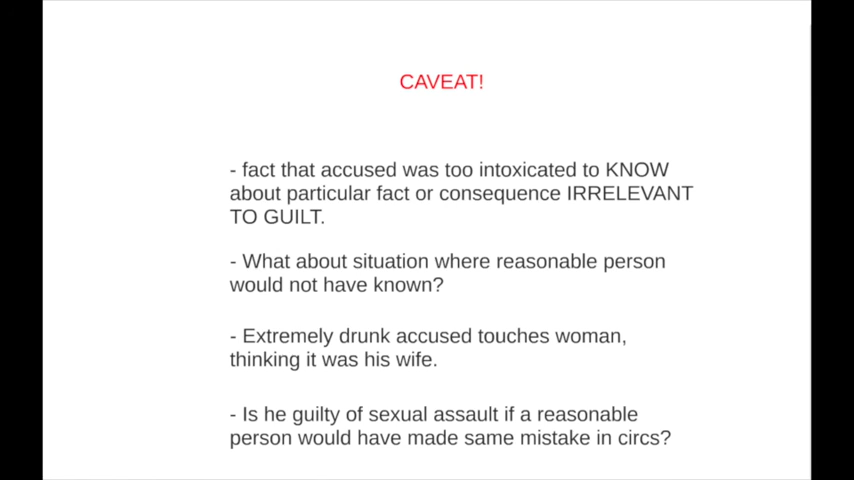 CAVEAT!
- fact that accused was too intoxicated to KNOW
about particular fact or consequence IRRELEVANT
TO GUILT.
- What about situation where reasonable person
would not have known?
- Extremely drunk accused touches woman,
thinking it was his wife.
- Is he guilty of sexual assault if a reasonable
person would have made same mistake in circs?